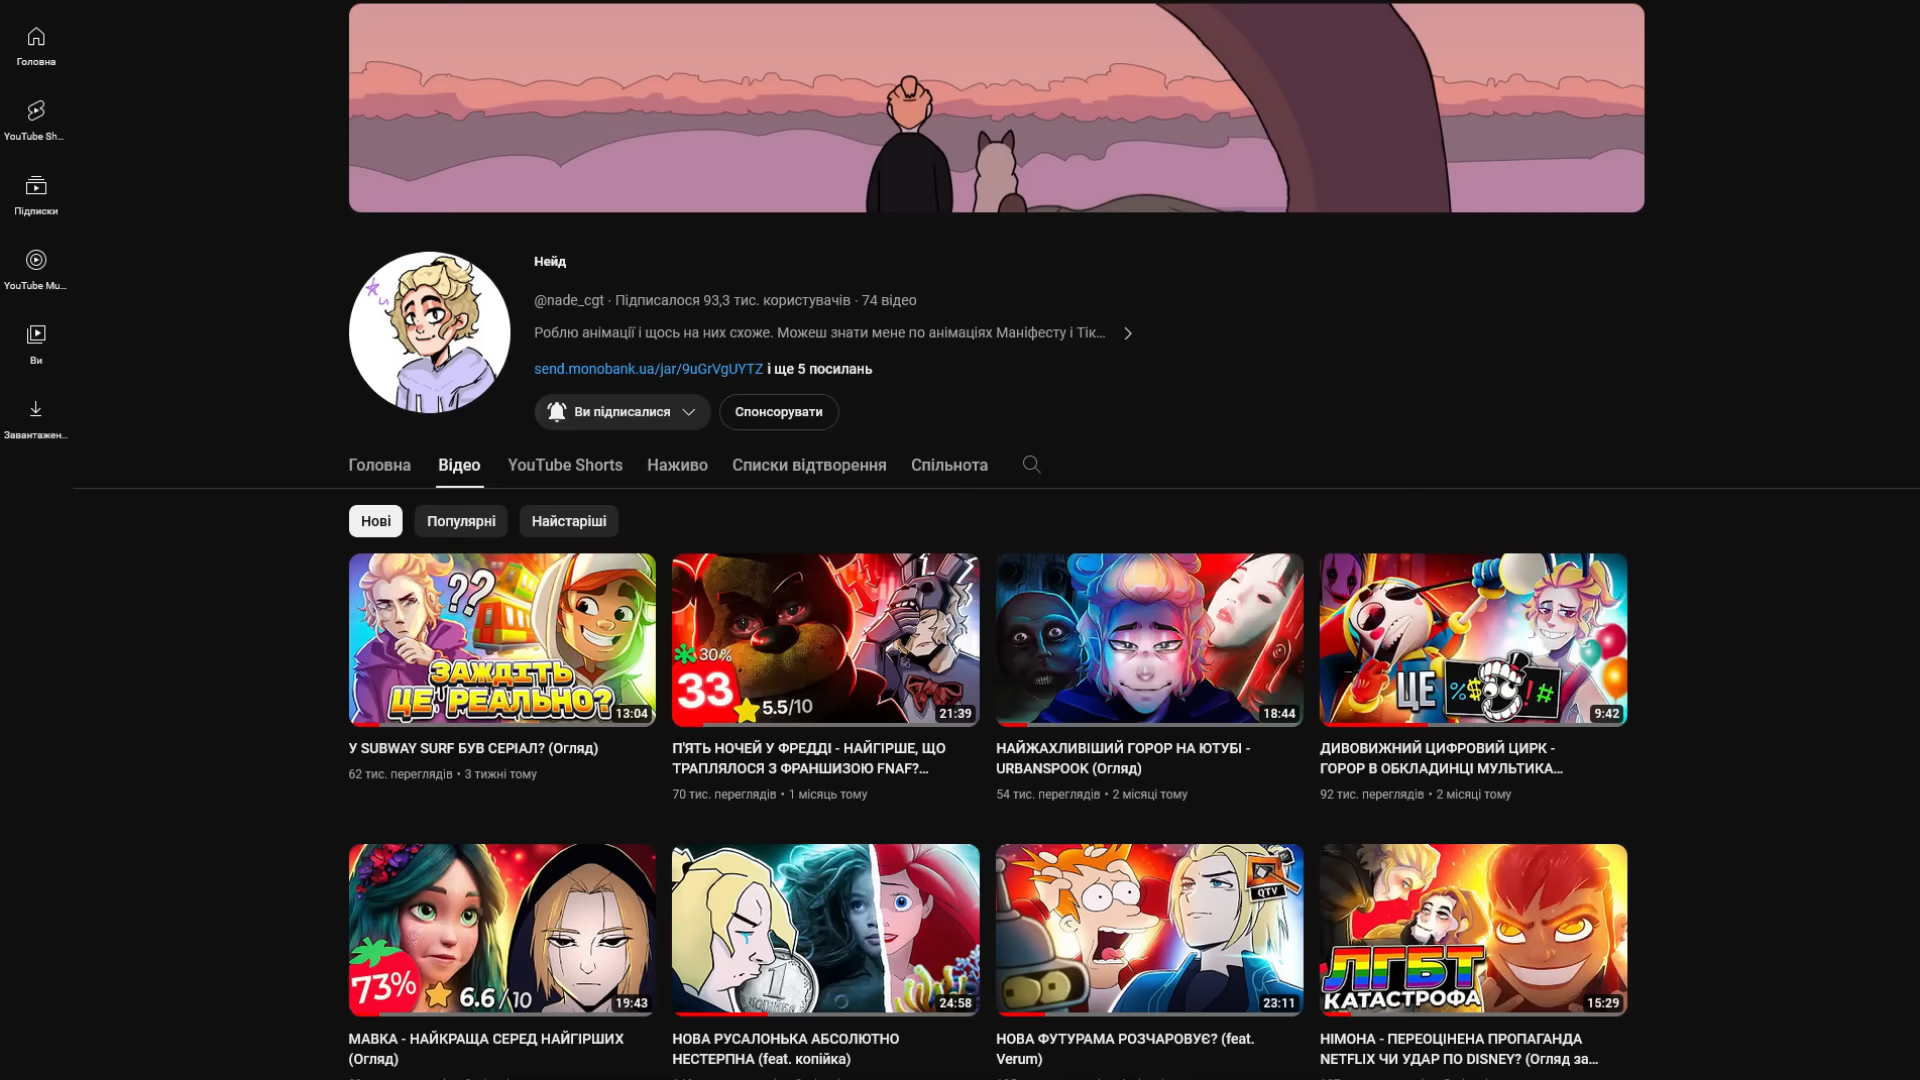 Головна
YouTube Sh...
Підписки
YouTube Mu...
Ви
Завантажен...
Нейд
@nade_cgt · Підписалося 93,3 тис. користувачів · 74 відео
Роблю анімації і щось на них схоже. Можеш знати мене по анімаціях Маніфесту і Тік...
send.monobank.ua/jar/9uGrVgUYTZ і ще 5 посилань
Ви підписалися
Спонсорувати
Головна Відео YouTube Shorts Наживо Списки відтворення Спільнота
Нові Популярні Найстаріші
??
ЗАЖДІТЬ
ЦЕ РЕАЛЬНО?
13:04
30%
33
5.5/10
21:39
18:44
ЦЕ %$!#
9:42
У SUBWAY SURF БУВ СЕРІАЛ? (Огляд)
62 тис. переглядів • 3 тижні тому
П'ЯТЬ НОЧЕЙ У ФРЕДДІ - НАЙГІРШЕ, ЩО
ТРАПЛЯЛОСЯ З ФРАНШИЗОЮ FNAF?...
70 тис. переглядів • 1 місяць тому
НАЙЖАХЛИВІШИЙ ГОРОР НА ЮТУБІ -
URBANSPOOK (Огляд)
54 тис. переглядів • 2 місяці тому
ДИВОВИЖНИЙ ЦИФРОВИЙ ЦИРК -
ГОРОР В ОБКЛАДИНЦІ МУЛЬТИКА...
92 тис. переглядів • 2 місяці тому
73%
6.6/10
19:43
1
КОПІЙКА
24:58
QTV
23:11
ЛГБТ
КАТАСТРОФА
15:29
МАВКА - НАЙКРАЩА СЕРЕД НАЙГІРШИХ
(Огляд)
НОВА РУСАЛОНЬКА АБСОЛЮТНО
НЕСТЕРПНА (feat. копійка)
НОВА ФУТУРАМА РОЗЧАРОВУЄ? (feat.
Verum)
НІМОНА - ПЕРЕОЦІНЕНА ПРОПАГАНДА
NETFLIX ЧИ УДАР ПО DISNEY? (Огляд за...